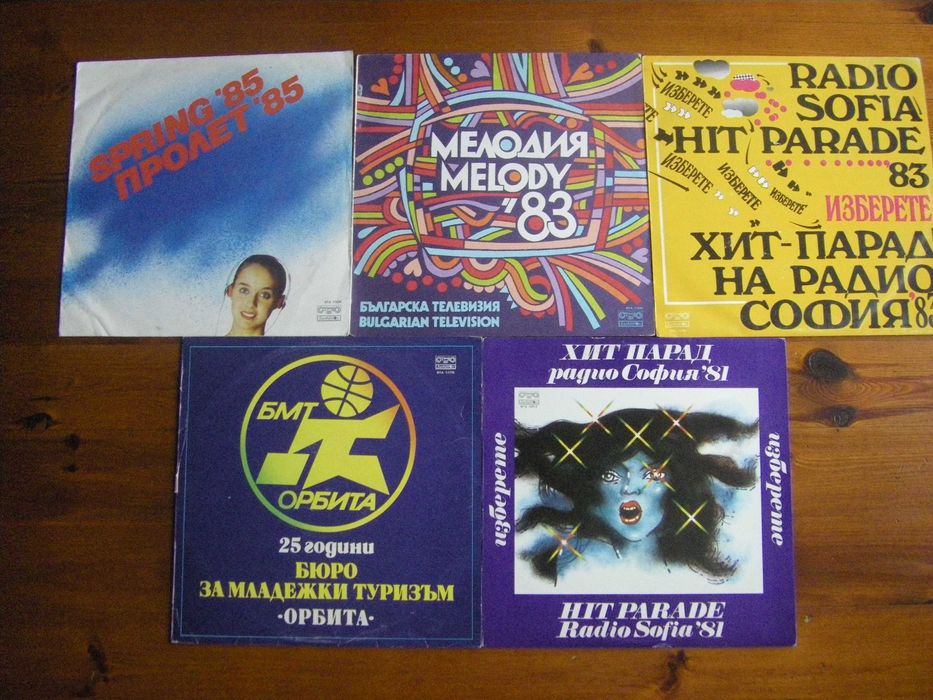 SPRING '85
ПРОЛЕТ '85
МЕЛОДИЯ
MELODY
'83
БЪЛГАРСКА ТЕЛЕВИЗИЯ
BULGARIAN TELEVISION
RADIO
SOFIA
HIT PARADE
83
ИЗБЕРЕТЕ
ИЗБЕРЕТЕ
ИЗБЕРЕТЕ
ИЗБЕРЕТЕ
ИЗБЕРЕТЕ
ИЗБЕРЕТЕ
ХИТ-ПАРАД
НА РАДИО
СОФИЯ'83
БМТ
ОРБИТА
25 години
БЮРО
ЗА МЛАДЕЖКИ ТУРИЗЪМ
·ОРБИТА·
ХИТ ПАРАД
радио София'81
изберете
изберете
HIT PARADE
Radio Sofia'81